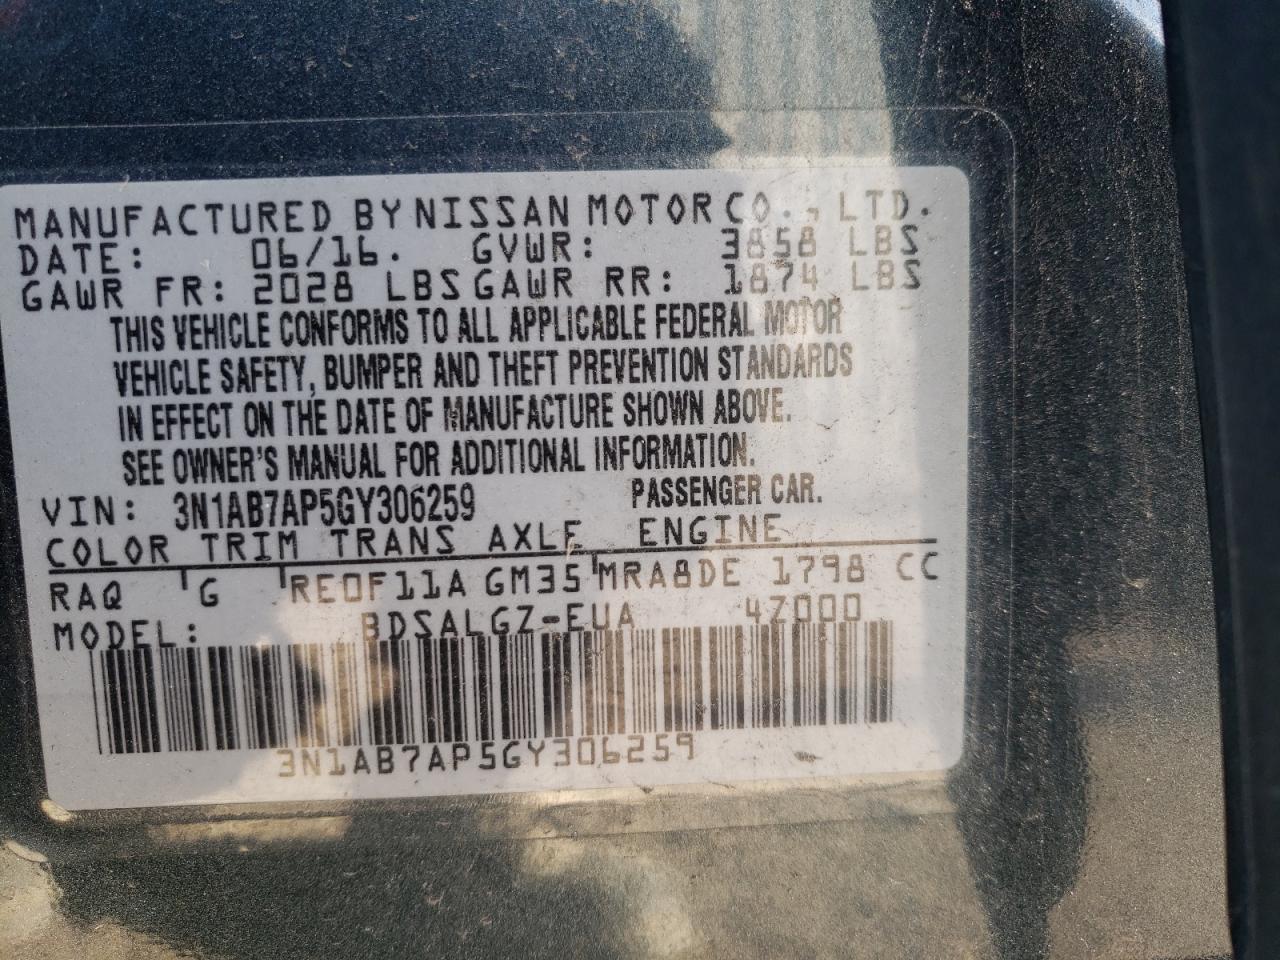 MANUFACTURED BY NISSAN MOTOR CO., LTD.
DATE: 06/16. GVWR: 3858 LBS
GAWR FR: 2028 LBS GAWR RR: 1874 LBS
THIS VEHICLE CONFORMS TO ALL APPLICABLE FEDERAL MOTOR
VEHICLE SAFETY, BUMPER AND THEFT PREVENTION STANDARDS
IN EFFECT ON THE DATE OF MANUFACTURE SHOWN ABOVE.
SEE OWNER'S MANUAL FOR ADDITIONAL INFORMATION.
VIN: 3N1AB7AP5GY306259 PASSENGER CAR.
COLOR TRIM TRANS AXLE ENGINE
RAQ G RE0F11A GM35 MRA8DE 1798 CC
MODEL: BDSALGZ-EUA 4Z000
3N1AB7AP5GY306259